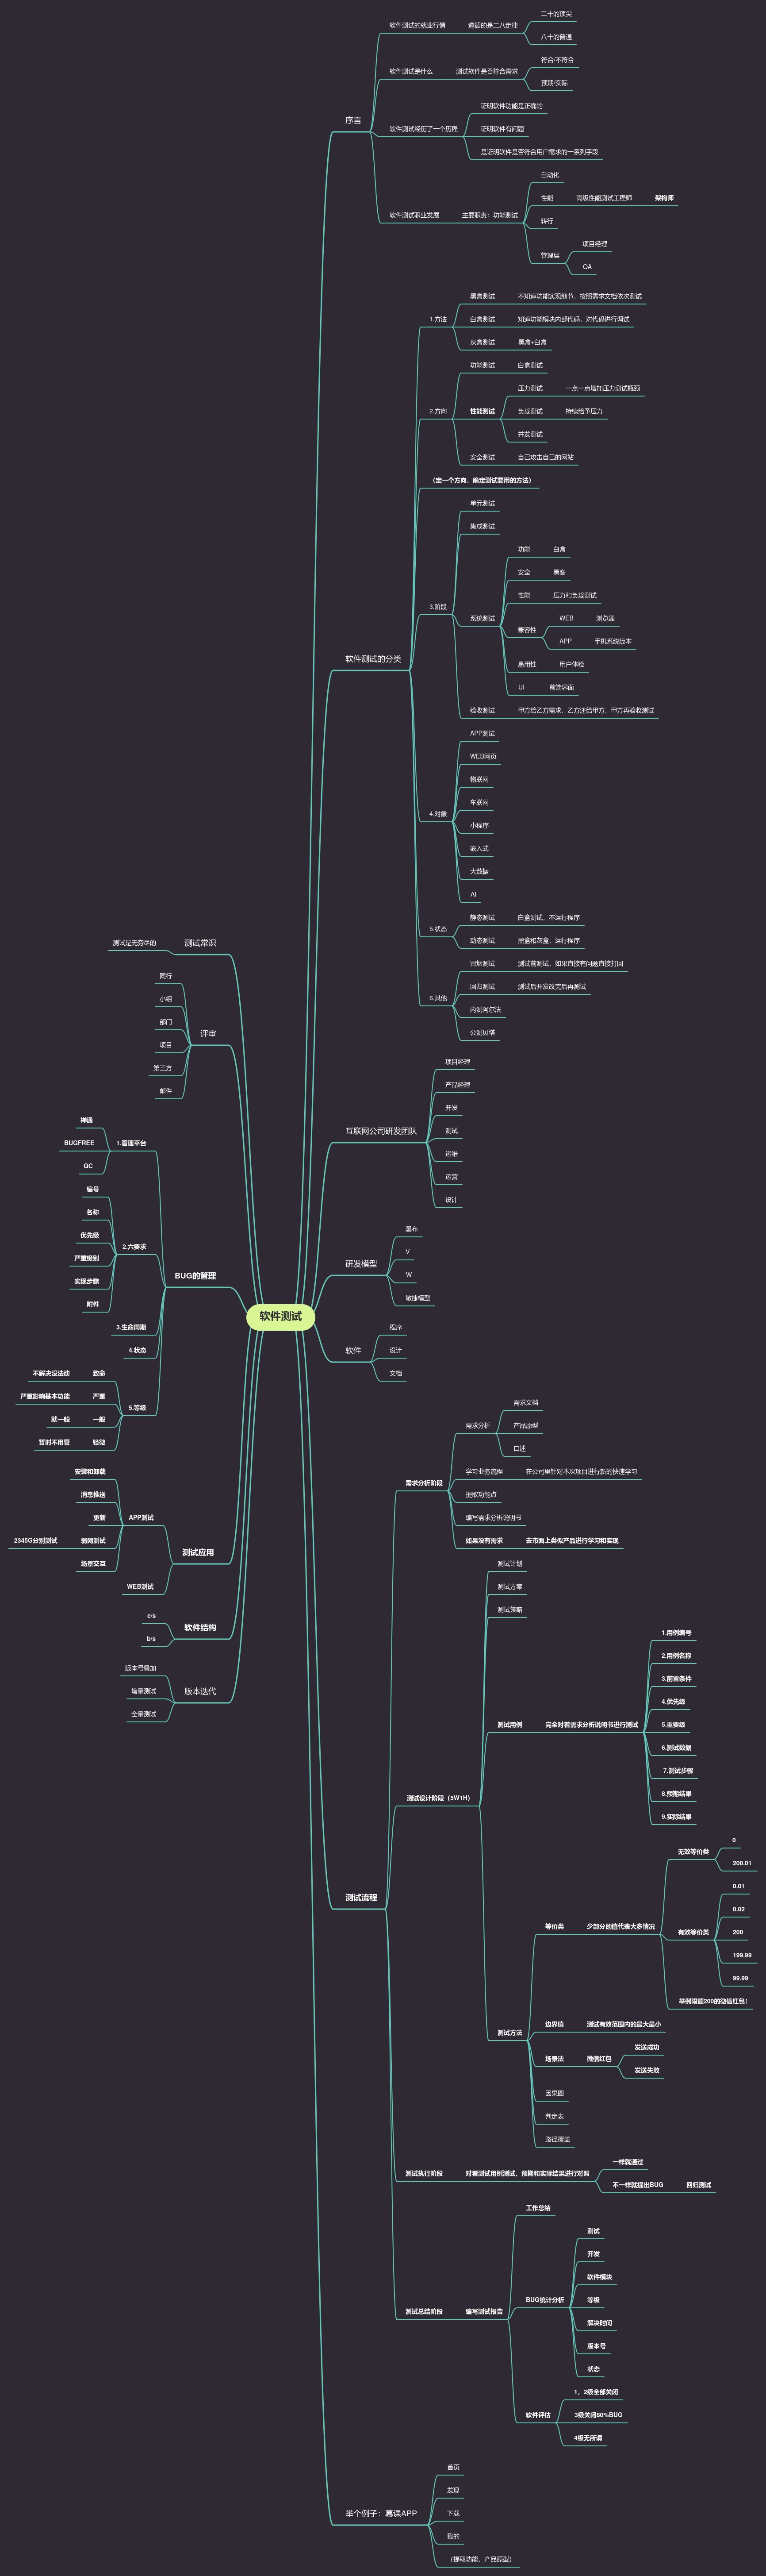 软件测试
序言
软件测试的就业行情
遵循的是二八定律
二十的顶尖
八十的普通
软件测试是什么
测试软件是否符合需求
符合/不符合
预期/实际
软件测试经历了一个历程
证明软件功能是正确的
证明软件有问题
是证明软件是否符合用户需求的一系列手段
软件测试职业发展
主要职责：功能测试
自动化
性能
高级性能测试工程师
架构师
转行
管理层
项目经理
QA
软件测试的分类
1.方法
黑盒测试
不知道功能实现细节，按照需求文档依次测试
白盒测试
知道功能模块内部代码，对代码进行调试
灰盒测试
黑盒+白盒
2.方向
功能测试
白盒测试
性能测试
压力测试
一点一点增加压力测试瓶颈
负载测试
持续给予压力
并发测试
安全测试
自己攻击自己的网站
（定一个方向，确定测试要用的方法）
3.阶段
单元测试
集成测试
系统测试
功能
白盒
安全
黑客
性能
压力和负载测试
兼容性
WEB
浏览器
APP
手机系统版本
易用性
用户体验
UI
前端界面
验收测试
甲方给乙方需求，乙方还给甲方，甲方再验收测试
4.对象
APP测试
WEB网页
物联网
车联网
小程序
嵌入式
大数据
AI
5.状态
静态测试
白盒测试，不运行程序
动态测试
黑盒和灰盒，运行程序
6.其他
冒烟测试
测试前测试，如果直接有问题直接打回
回归测试
测试后开发改完后再测试
内测阿尔法
公测贝塔
互联网公司研发团队
项目经理
产品经理
开发
测试
运维
运营
设计
研发模型
瀑布
V
W
敏捷模型
软件
程序
设计
文档
测试流程
需求分析阶段
需求分析
需求文档
产品原型
口述
学习业务流程
在公司里针对本次项目进行新的快速学习
提取功能点
编写需求分析说明书
如果没有需求
去市面上类似产品进行学习和实现
测试设计阶段（5W1H）
测试计划
测试方案
测试策略
测试用例
完全对着需求分析说明书进行测试
1.用例编号
2.用例名称
3.前置条件
4.优先级
5.重要级
6.测试数据
7.测试步骤
8.预期结果
9.实际结果
测试方法
等价类
少部分的值代表大多情况
无效等价类
0
200.01
有效等价类
0.01
0.02
200
199.99
99.99
举例限额200的微信红包！
边界值
测试有效范围内的最大最小
场景法
微信红包
发送成功
发送失败
因果图
判定表
路径覆盖
测试执行阶段
对着测试用例测试，预期和实际结果进行对照
一样就通过
不一样就提出BUG
回归测试
测试总结阶段
编写测试报告
工作总结
BUG统计分析
测试
开发
软件模块
等级
解决时间
版本号
状态
软件评估
1，2级全部关闭
3级关闭80%BUG
4级无所谓
举个例子：慕课APP
首页
发现
下载
我的
（提取功能，产品原型）
测试常识
测试是无穷尽的
评审
同行
小组
部门
项目
第三方
邮件
BUG的管理
1.管理平台
禅道
BUGFREE
QC
2.六要求
编号
名称
优先级
严重级别
实现步骤
附件
3.生命周期
4.状态
5.等级
致命
不解决没法动
严重
严重影响基本功能
一般
就一般
轻微
暂时不用管
测试应用
APP测试
安装和卸载
消息推送
更新
弱网测试
2345G分别测试
场景交互
WEB测试
软件结构
c/s
b/s
版本迭代
版本号叠加
增量测试
全量测试